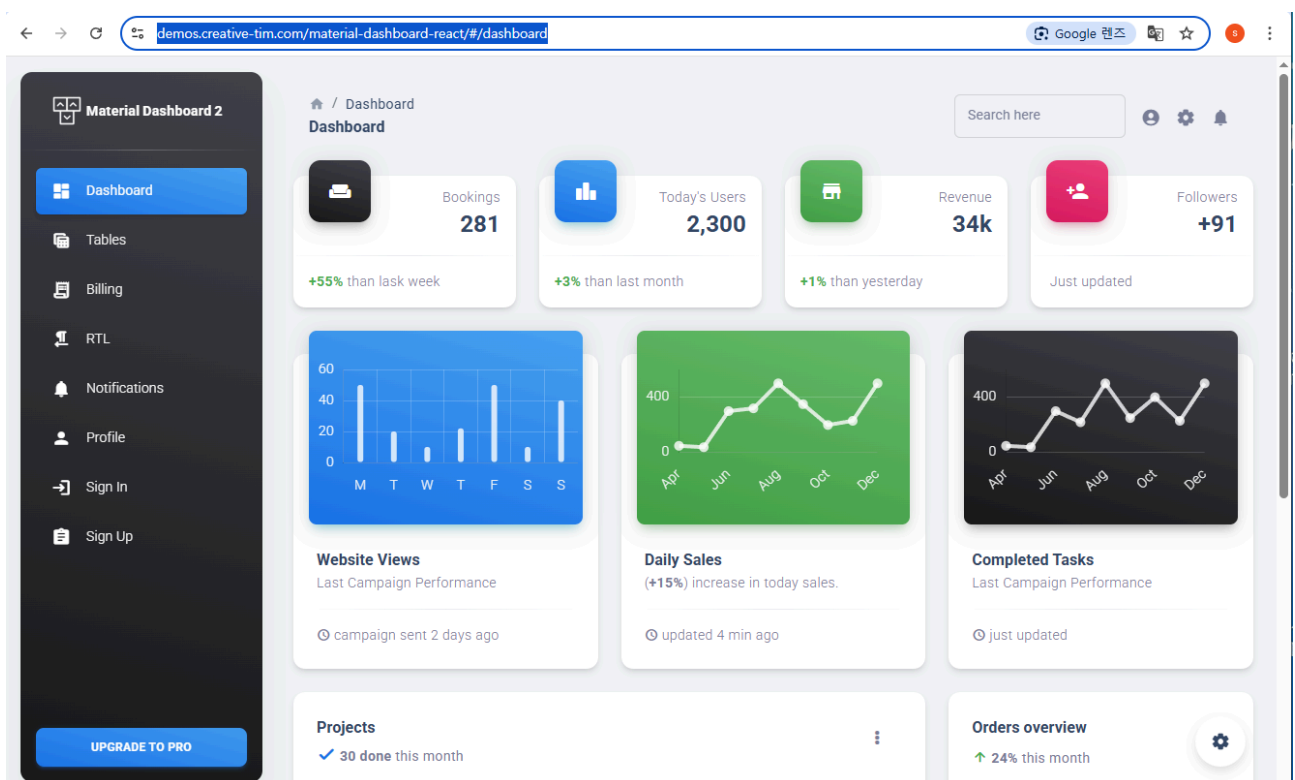 demos.creative-tim.com/material-dashboard-react/#/dashboard
Google 렌즈
S
Material Dashboard 2
Dashboard
Tables
Billing
RTL
Notifications
Profile
Sign In
Sign Up
UPGRADE TO PRO
/ Dashboard
Dashboard
Search here
Bookings
281
+55% than lask week
Today's Users
2,300
+3% than last month
Revenue
34k
+1% than yesterday
Followers
+91
Just updated
60
40
20
0
M T W T F S S
Website Views
Last Campaign Performance
campaign sent 2 days ago
400
0
Apr Jun Aug Oct Dec
Daily Sales
(+15%) increase in today sales.
updated 4 min ago
400
0
Apr Jun Aug Oct Dec
Completed Tasks
Last Campaign Performance
just updated
Projects
30 done this month
Orders overview
24% this month